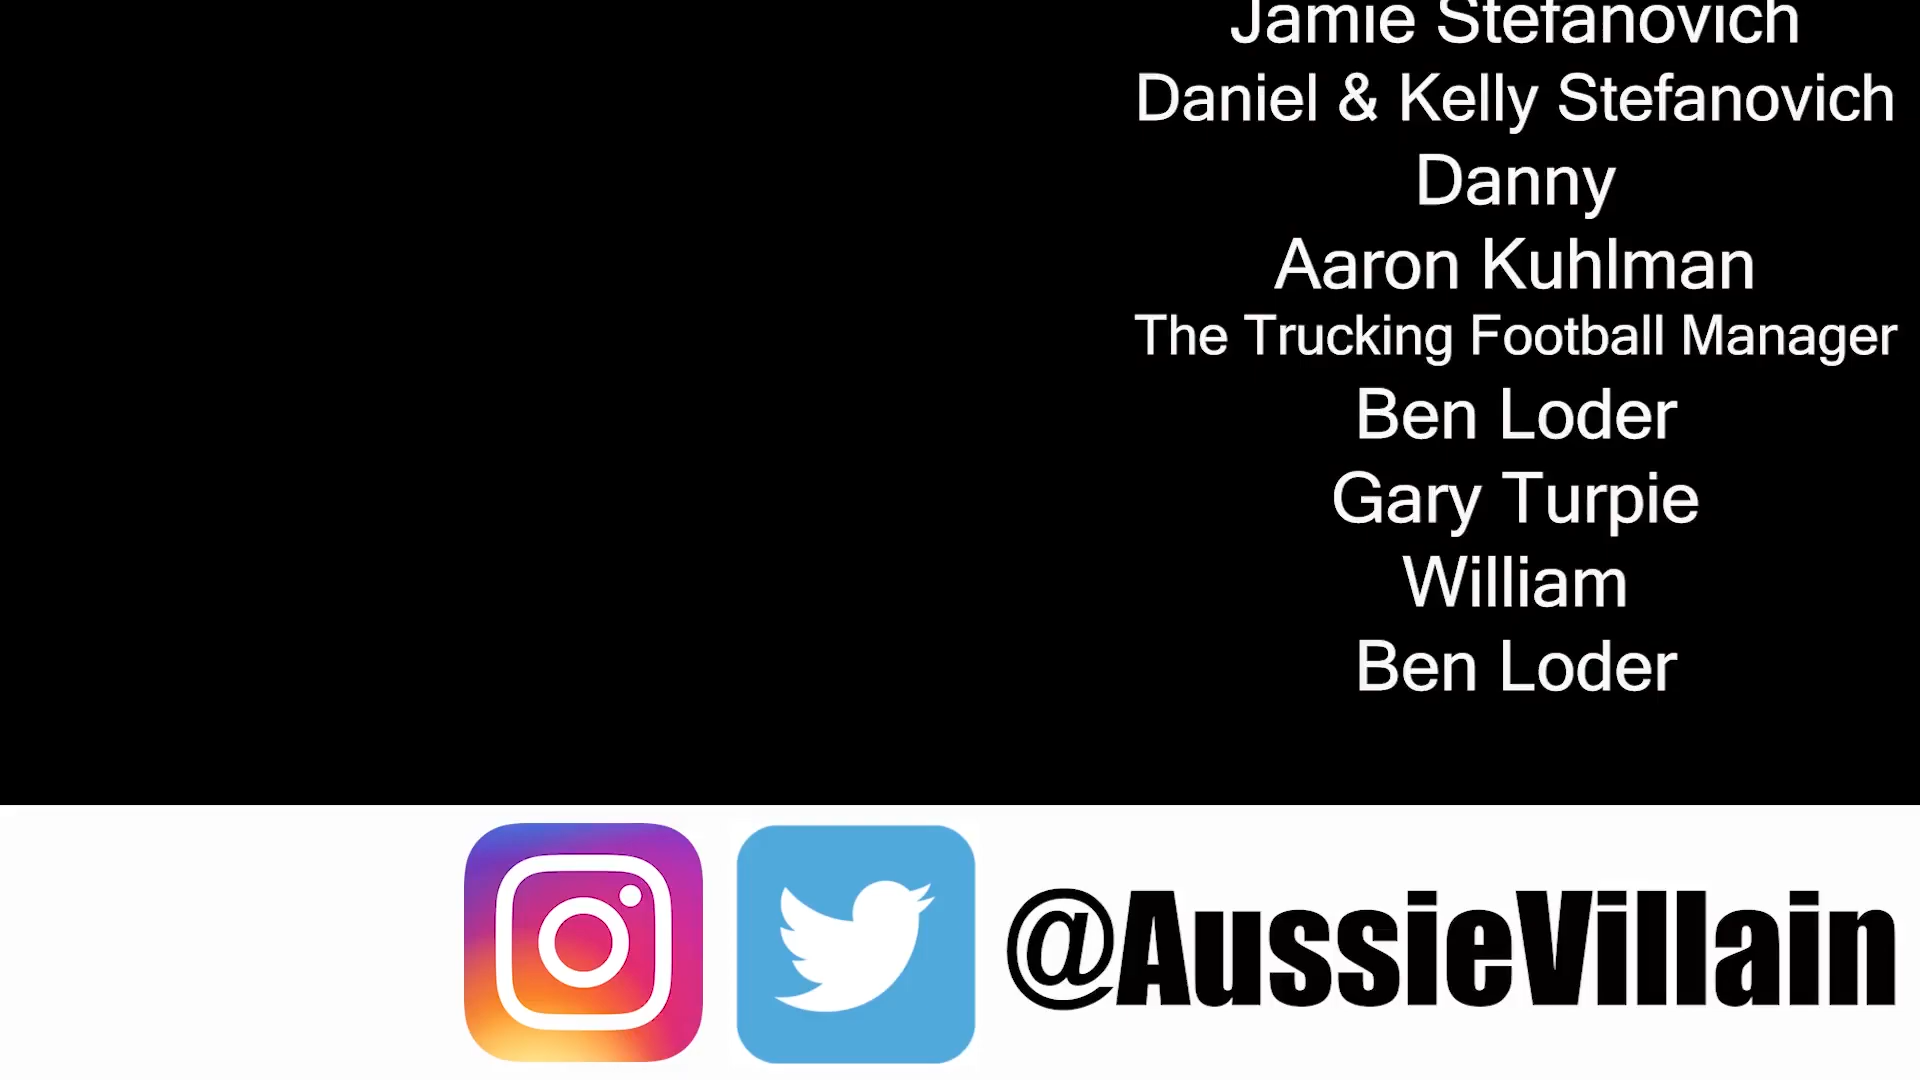 Jamie Stefanovich
Daniel & Kelly Stefanovich
Danny
Aaron Kuhlman
The Trucking Football Manager
Ben Loder
Gary Turpie
William
Ben Loder
@AussieVillain